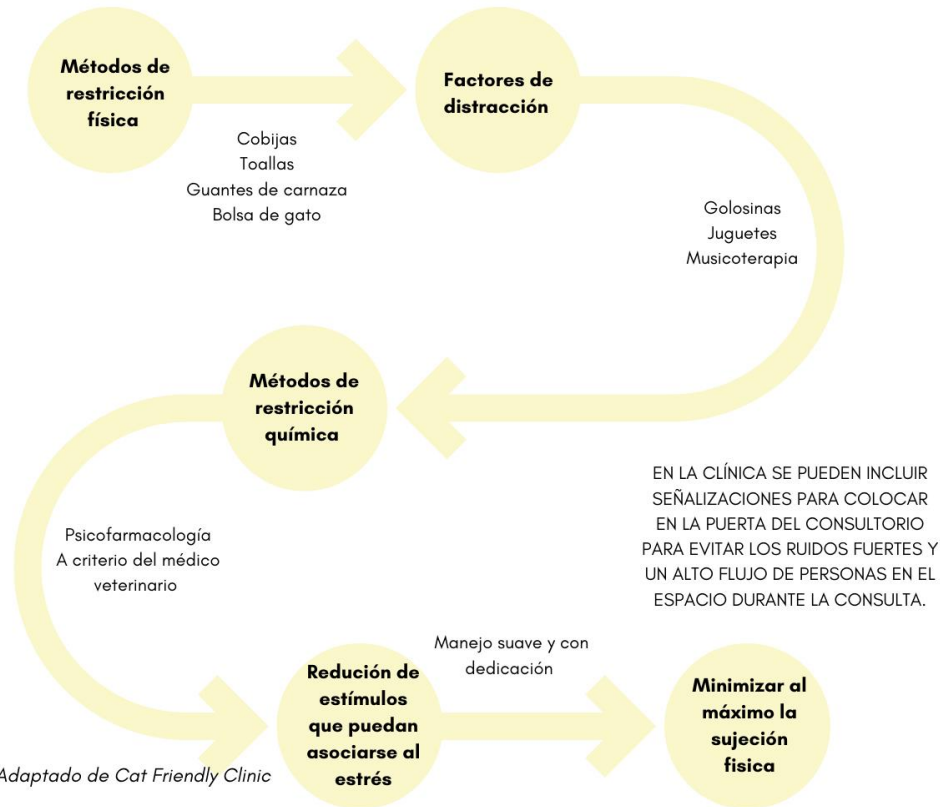 Métodos de
restricción
física
Cobijas
Toallas
Guantes de carnaza
Bolsa de gato
Factores de
distracción
Golosinas
Juguetes
Musicoterapia
Métodos de
restricción
química
Psicofarmacología
A criterio del médico
veterinario
EN LA CLÍNICA SE PUEDEN INCLUIR
SEÑALIZACIONES PARA COLOCAR
EN LA PUERTA DEL CONSULTORIO
PARA EVITAR LOS RUIDOS FUERTES Y
UN ALTO FLUJO DE PERSONAS EN EL
ESPACIO DURANTE LA CONSULTA.
Redución de
estímulos
que puedan
asociarse al
estrés
Manejo suave y con
dedicación
Minimizar al
máximo la
sujeción
fisica
Adaptado de Cat Friendly Clinic